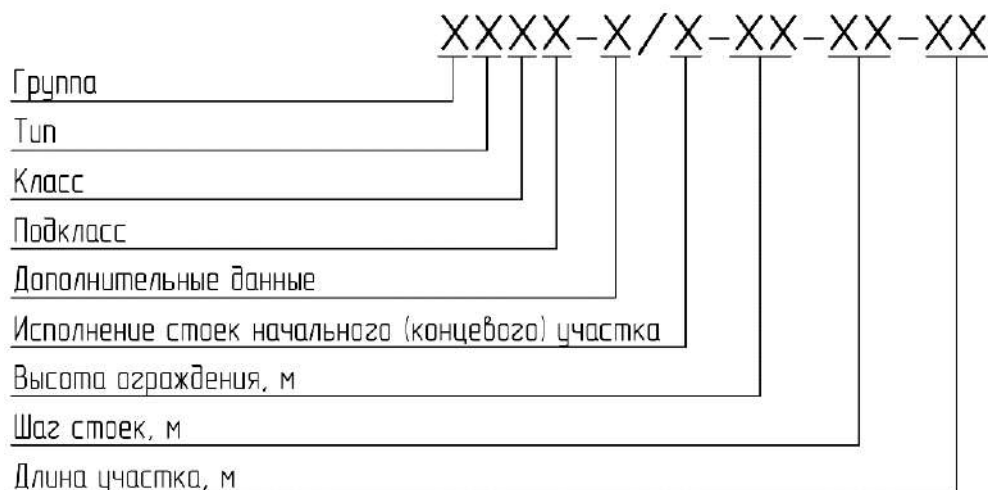 XXXX-X/X-XX-XX-XX
Группа
Тип
Класс
Подкласс
Дополнительные данные
Исполнение стоек начального (концевого) участка
Высота ограждения, м
Шаг стоек, м
Длина участка, м